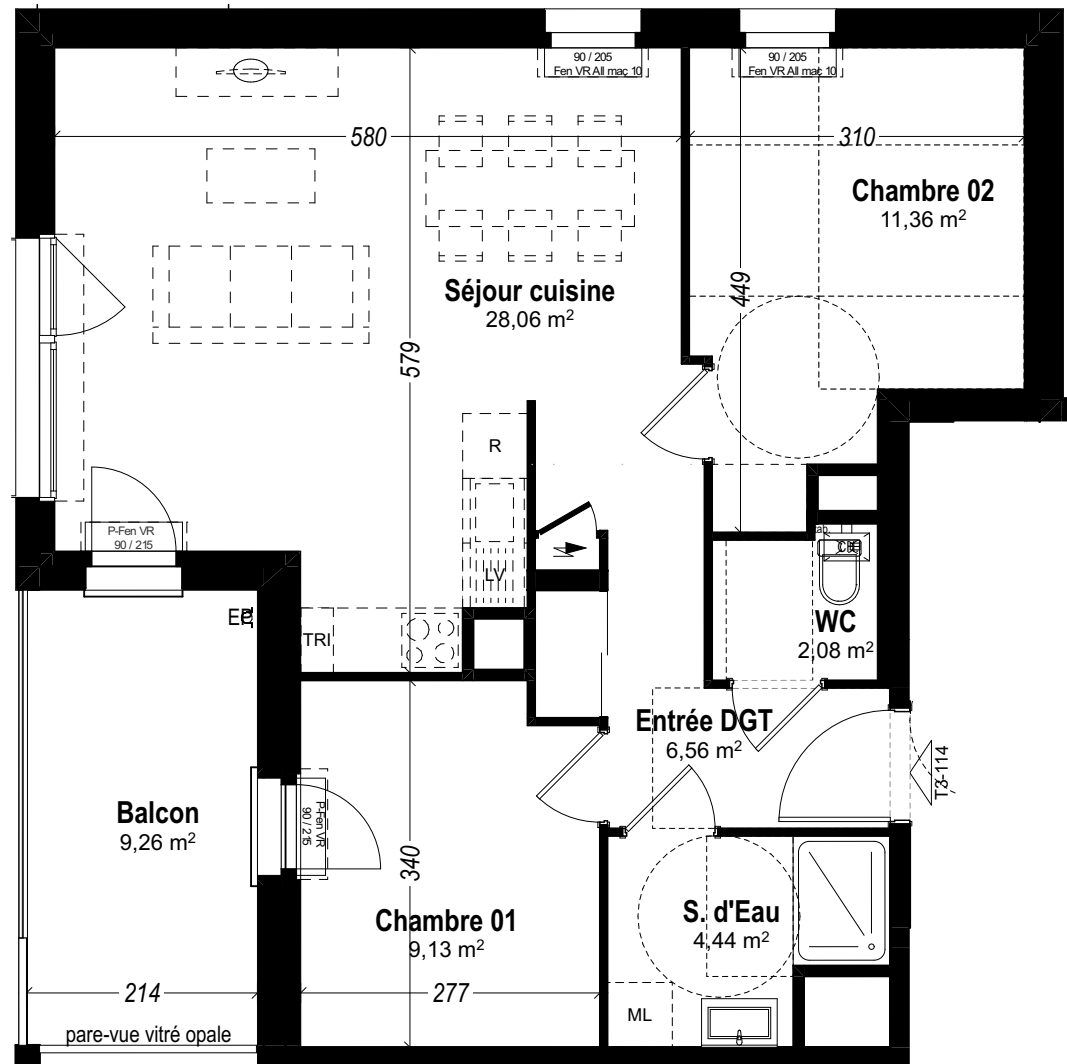 90 / 205
Fen VR All maç 10
90 / 205
Fen VR All maç 10
580
310
Chambre 02
11,36 m²
449
Séjour cuisine
28,06 m²
579
R
LV
P-Fen VR
90 / 215
EP
TRI
WC
2,08 m²
Entrée DGT
6,56 m²
T3-114
Balcon
9,26 m²
P-Fen VR
90 / 215
340
Chambre 01
9,13 m²
S. d'Eau
4,44 m²
214
277
ML
pare-vue vitré opale